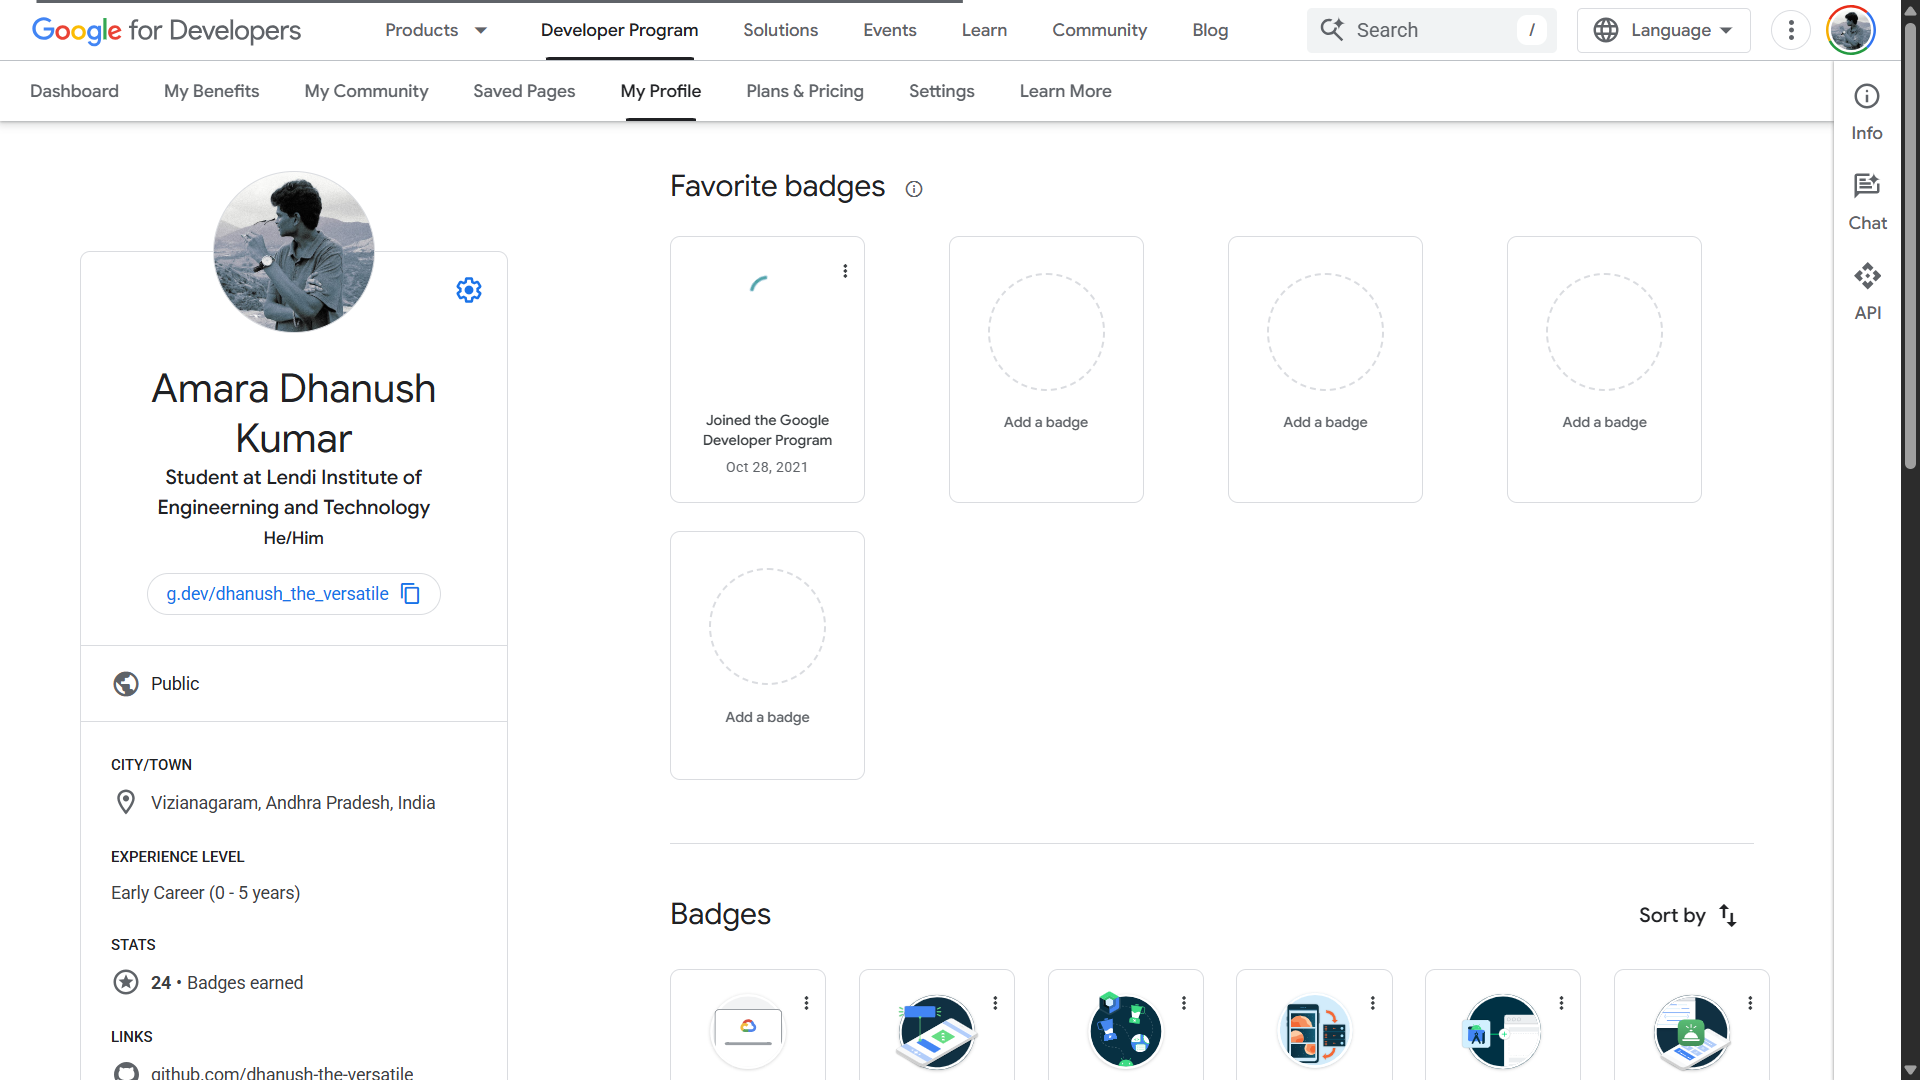 Google for Developers
Products
Developer Program
Solutions
Events
Learn
Community
Blog
Search
/
Language
Dashboard
My Benefits
My Community
Saved Pages
My Profile
Plans & Pricing
Settings
Learn More
Info
Chat
API
Amara Dhanush
Kumar
Student at Lendi Institute of
Engineerning and Technology
He/Him
g.dev/dhanush_the_versatile
Public
CITY/TOWN
Vizianagaram, Andhra Pradesh, India
EXPERIENCE LEVEL
Early Career (0 - 5 years)
STATS
24 • Badges earned
LINKS
github.com/dhanush-the-versatile
Favorite badges
Joined the Google
Developer Program
Oct 28, 2021
Add a badge
Add a badge
Add a badge
Add a badge
Badges
Sort by